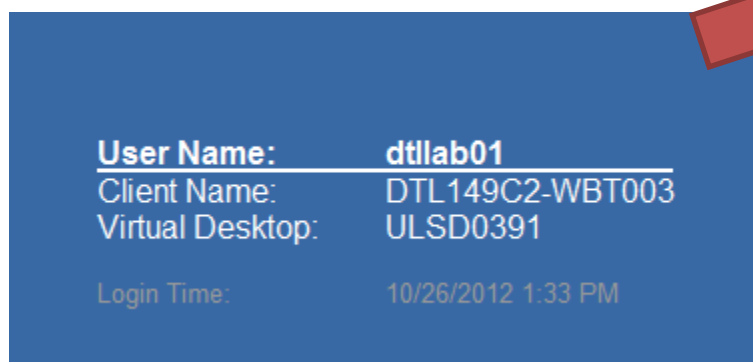 User Name: dtllab01
Client Name: DTL149C2-WBT003
Virtual Desktop: ULSD0391
Login Time: 10/26/2012 1:33 PM